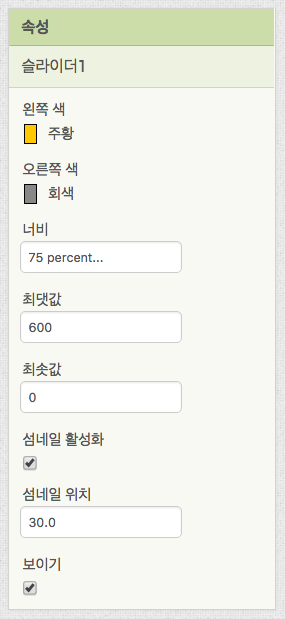 속성
슬라이더1
왼쪽 색
주황
오른쪽 색
회색
너비
75 percent...
최댓값
600
최솟값
0
섬네일 활성화
섬네일 위치
30.0
보이기